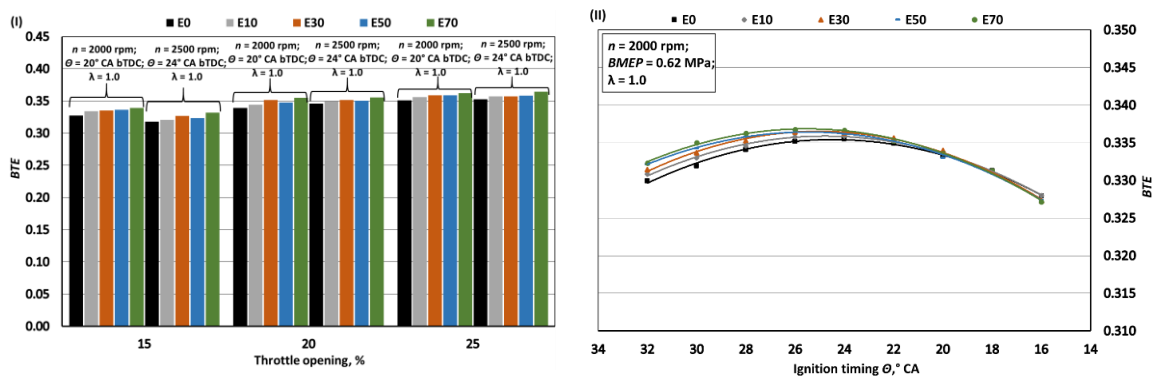 (I)
E0 E10 E30 E50 E70
0.45
0.40
0.35
0.30
0.25
0.20
0.15
0.10
0.05
0.00
BTE
n = 2000 rpm;
Θ = 20° CA bTDC;
λ = 1.0
n = 2500 rpm;
Θ = 24° CA bTDC;
λ = 1.0
n = 2000 rpm;
Θ = 20° CA bTDC;
λ = 1.0
n = 2500 rpm;
Θ = 24° CA bTDC;
λ = 1.0
n = 2000 rpm;
Θ = 20° CA bTDC;
λ = 1.0
n = 2500 rpm;
Θ = 24° CA bTDC;
λ = 1.0
15 20 25
Throttle opening, %
(II)
E0 E10 E30 E50 E70
n = 2000 rpm;
BMEP = 0.62 MPa;
λ = 1.0
0.350
0.345
0.340
0.335
0.330
0.325
0.320
0.315
0.310
BTE
34 32 30 28 26 24 22 20 18 16 14
Ignition timing Θ,° CA